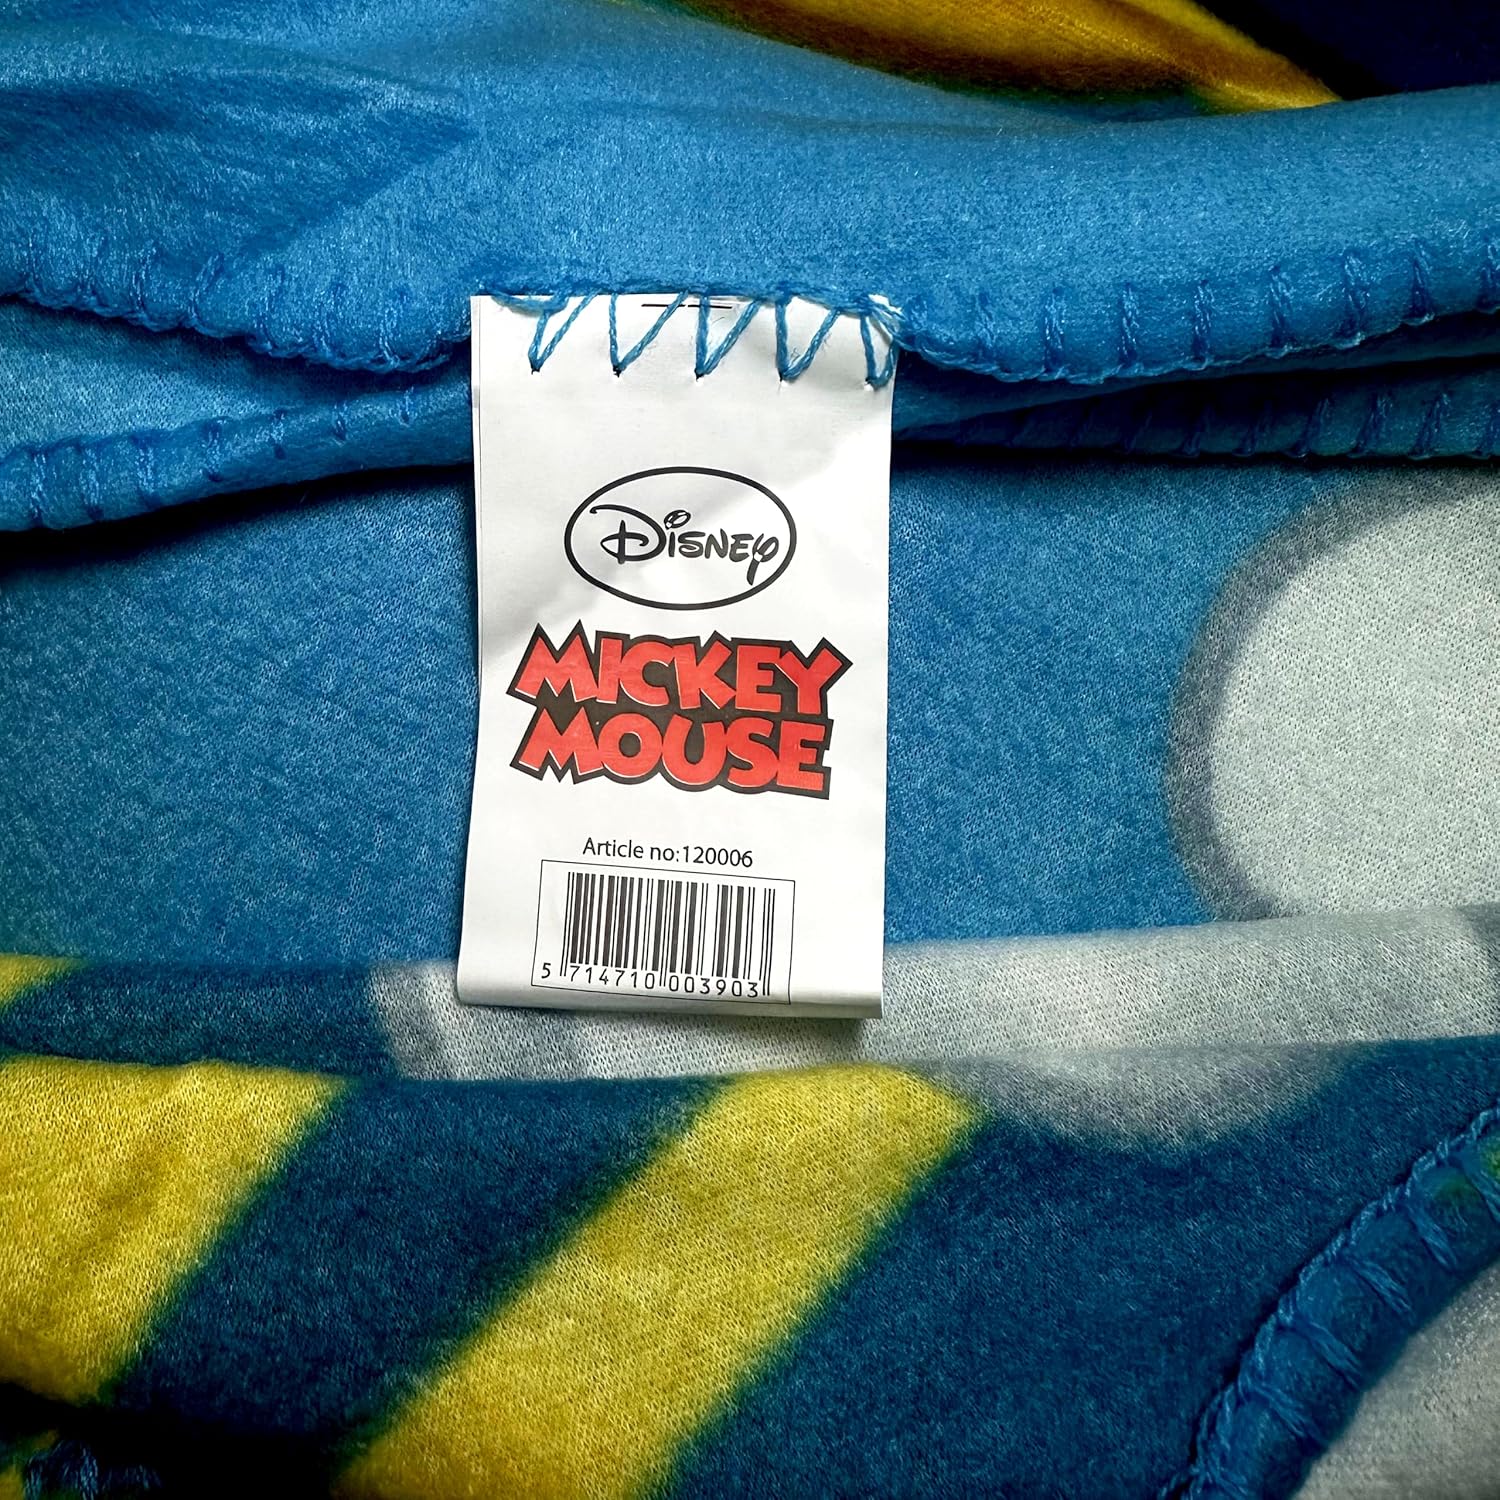 Disney
MICKEY
MOUSE
Article no:120006
5 714710 003903